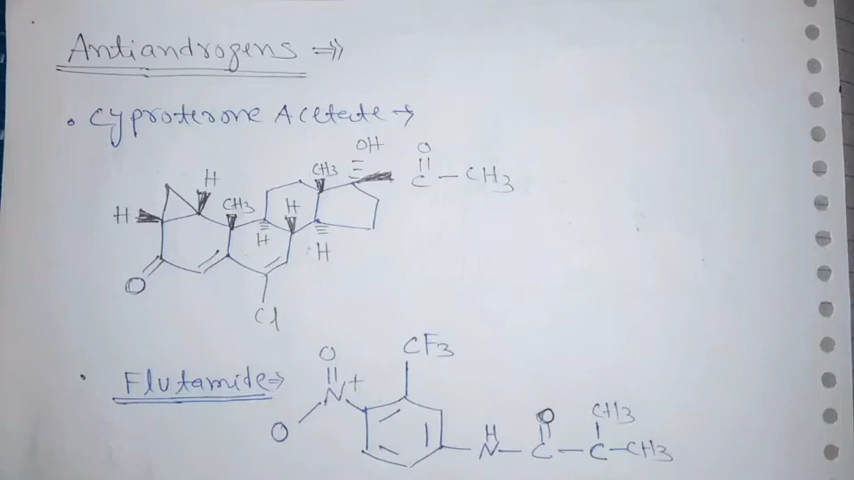 Antiandrogens ⇒
• Cyproterone Acetate →
OH
O
CH3
C – CH3
H
H
CH3
H
H
H
O
Cl
• Flutamide ⇒
O
CF3
N+
O
O
CH3
H
N – C – C – CH3